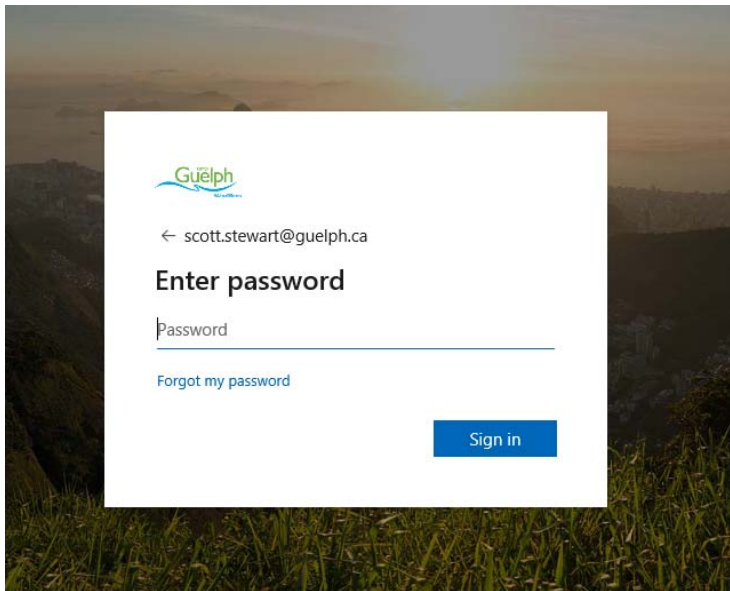 Guelph
← scott.stewart@guelph.ca
Enter password
Password
Forgot my password
Sign in